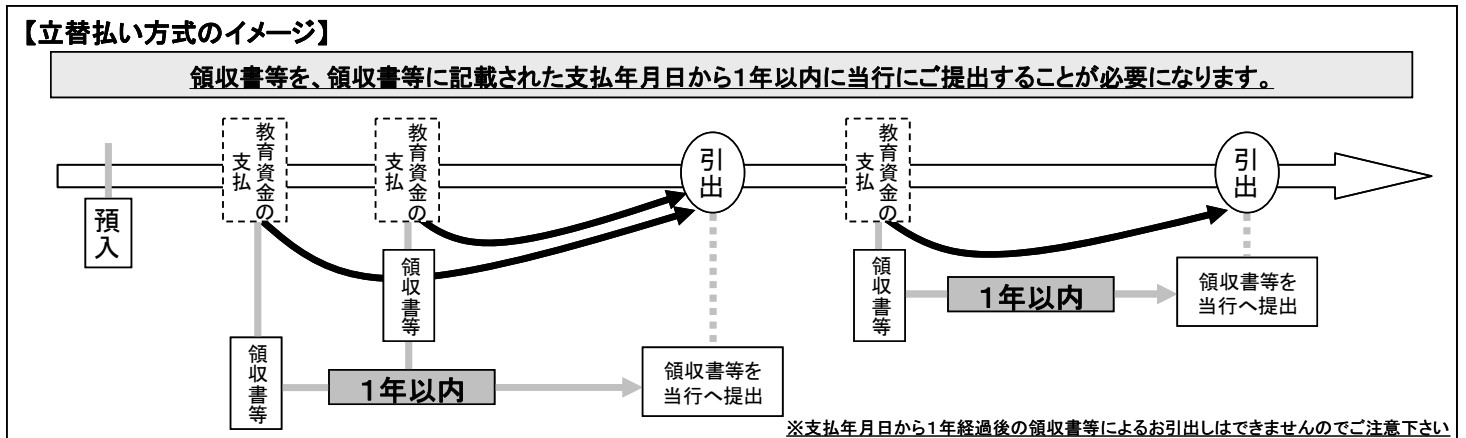 【立替払い方式のイメージ】
領収書等を、領収書等に記載された支払年月日から1年以内に当行にご提出することが必要になります。
預入
教育資金の
支払
教育資金の
支払
引出
教育資金の
支払
引出
領収書等
領収書等
1年以内
領収書等を
当行へ提出
領収書等
1年以内
領収書等を
当行へ提出
※支払年月日から1年経過後の領収書等によるお引出しはできませんのでご注意下さい